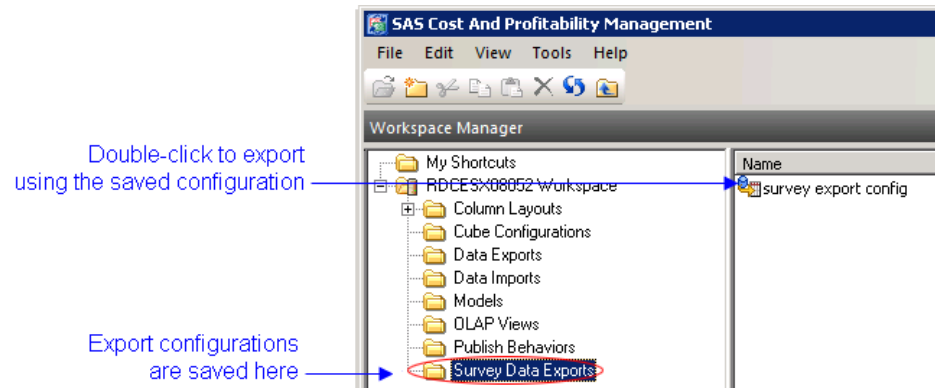 SAS Cost And Profitability Management
File Edit View Tools Help
Workspace Manager
Double-click to export
using the saved configuration
My Shortcuts
RDCESX08052 Workspace
Column Layouts
Cube Configurations
Data Exports
Data Imports
Models
OLAP Views
Publish Behaviors
Survey Data Exports
Name
survey export config
Export configurations
are saved here